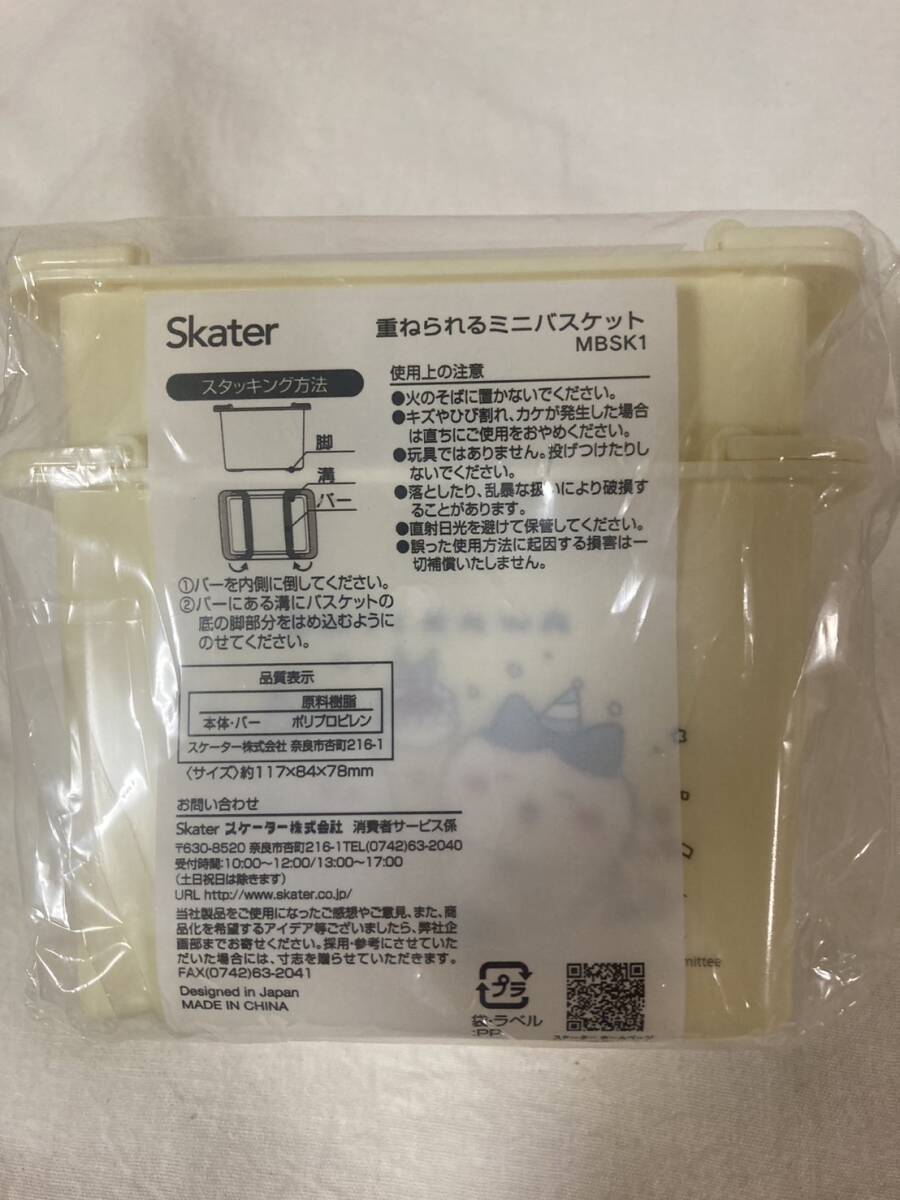 Skater
重ねられるミニバスケット
MBSK1
スタッキング方法
脚
溝
バー
①バーを内側に倒してください。
②バーにある溝にバスケットの
底の脚部分をはめ込むように
のせてください。
使用上の注意
●火のそばに置かないでください。
●キズやひび割れ、カケが発生した場合
は直ちにご使用をおやめください。
●玩具ではありません。投げつけたりし
ないでください。
●落としたり、乱暴な扱いにより破損す
ることがあります。
●直射日光を避けて保管してください。
●誤った使用方法に起因する損害は一
切補償いたしません。
品質表示
原料樹脂
本体・バー ポリプロピレン
スケーター株式会社 奈良市杏町216-1
〈サイズ〉約117×84×78mm
お問い合わせ
Skater スケーター株式会社 消費者サービス係
〒630-8520 奈良市杏町216-1TEL(0742)63-2040
受付時間:10:00〜12:00/13:00〜17:00
(土日祝日は除きます)
URL http://www.skater.co.jp/
当社製品をご使用になったご感想やご意見、また、商
品化を希望するアイデア等ございましたら、弊社企
画部までお寄せください。採用・参考にさせていた
だいた場合には、寸志を贈らせていただきます。
FAX(0742)63-2041
Designed in Japan
MADE IN CHINA
プラ
袋・ラベル
:PP
スケーター ホームページ
mittee